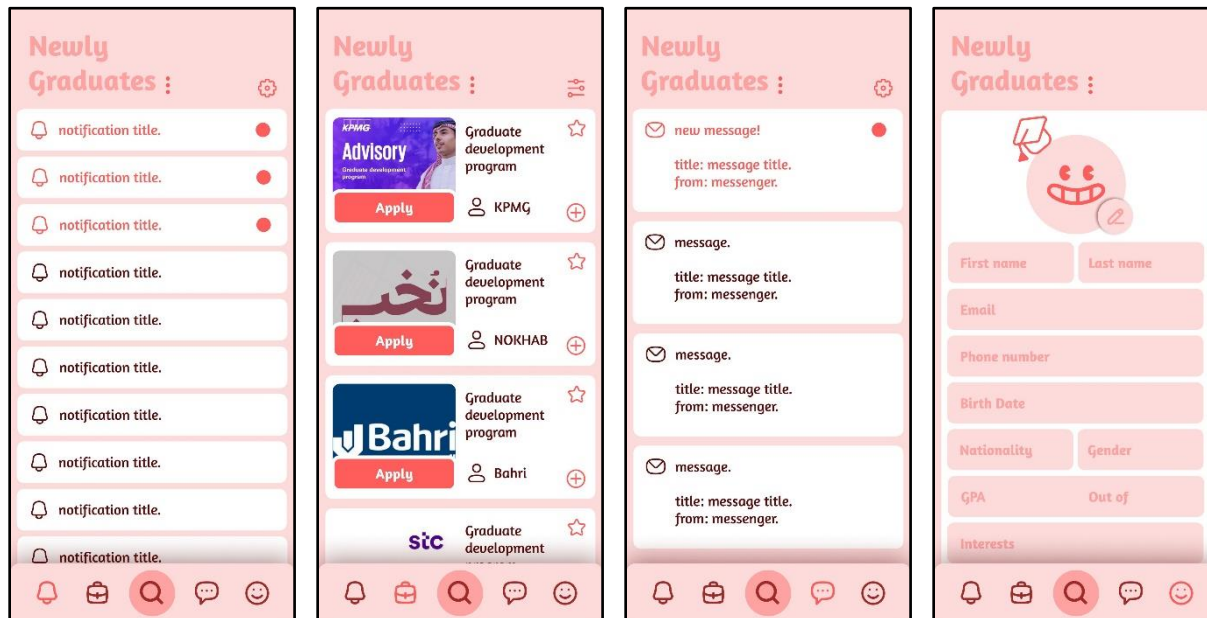 Newly
Graduates
notification title.
notification title.
notification title.
notification title.
notification title.
notification title.
notification title.
notification title.
notification title.
notification title.
Newly
Graduates
KPMG
Advisory
Graduate development
program
Apply
Graduate
development
program
KPMG
نُخب
Apply
Graduate
development
program
NOKHAB
Bahri
Apply
Graduate
development
program
Bahri
stc
Graduate
development
Newly
Graduates
new message!
title: message title.
from: messenger.
message.
title: message title.
from: messenger.
message.
title: message title.
from: messenger.
message.
title: message title.
from: messenger.
Newly
Graduates
First name
Last name
Email
Phone number
Birth Date
Nationality
Gender
GPA
Out of
Interests